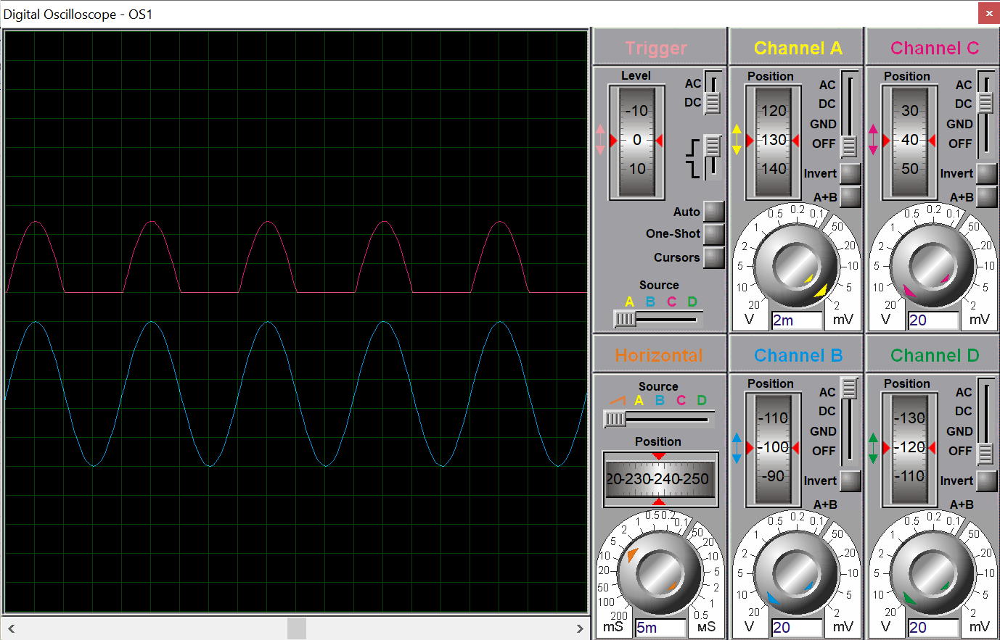 Digital Oscilloscope - OS1
Trigger
Level
AC
DC
-10
0
10
Auto
One-Shot
Cursors
Source
A B C D
Channel A
Position
120
130
140
AC
DC
GND
OFF
Invert
A+B
20
10
5
2
1
0.5
0.2
0.1
50
20
10
5
2
V
2m
mV
Channel C
Position
30
40
50
AC
DC
GND
OFF
Invert
A+B
20
10
5
2
1
0.5
0.2
0.1
50
20
10
5
2
V
20
mV
Horizontal
Source
A B C D
Position
20-230-240-250
200
100
50
20
10
5
2
1
0.5
0.2
0.1
50
20
10
5
2
1
0.5
mS
5m
мS
Channel B
Position
-110
-100
-90
AC
DC
GND
OFF
Invert
A+B
20
10
5
2
1
0.5
0.2
0.1
50
20
10
5
2
V
20
mV
Channel D
Position
-130
-120
-110
AC
DC
GND
OFF
Invert
A+B
20
10
5
2
1
0.5
0.2
0.1
50
20
10
5
2
V
20
mV